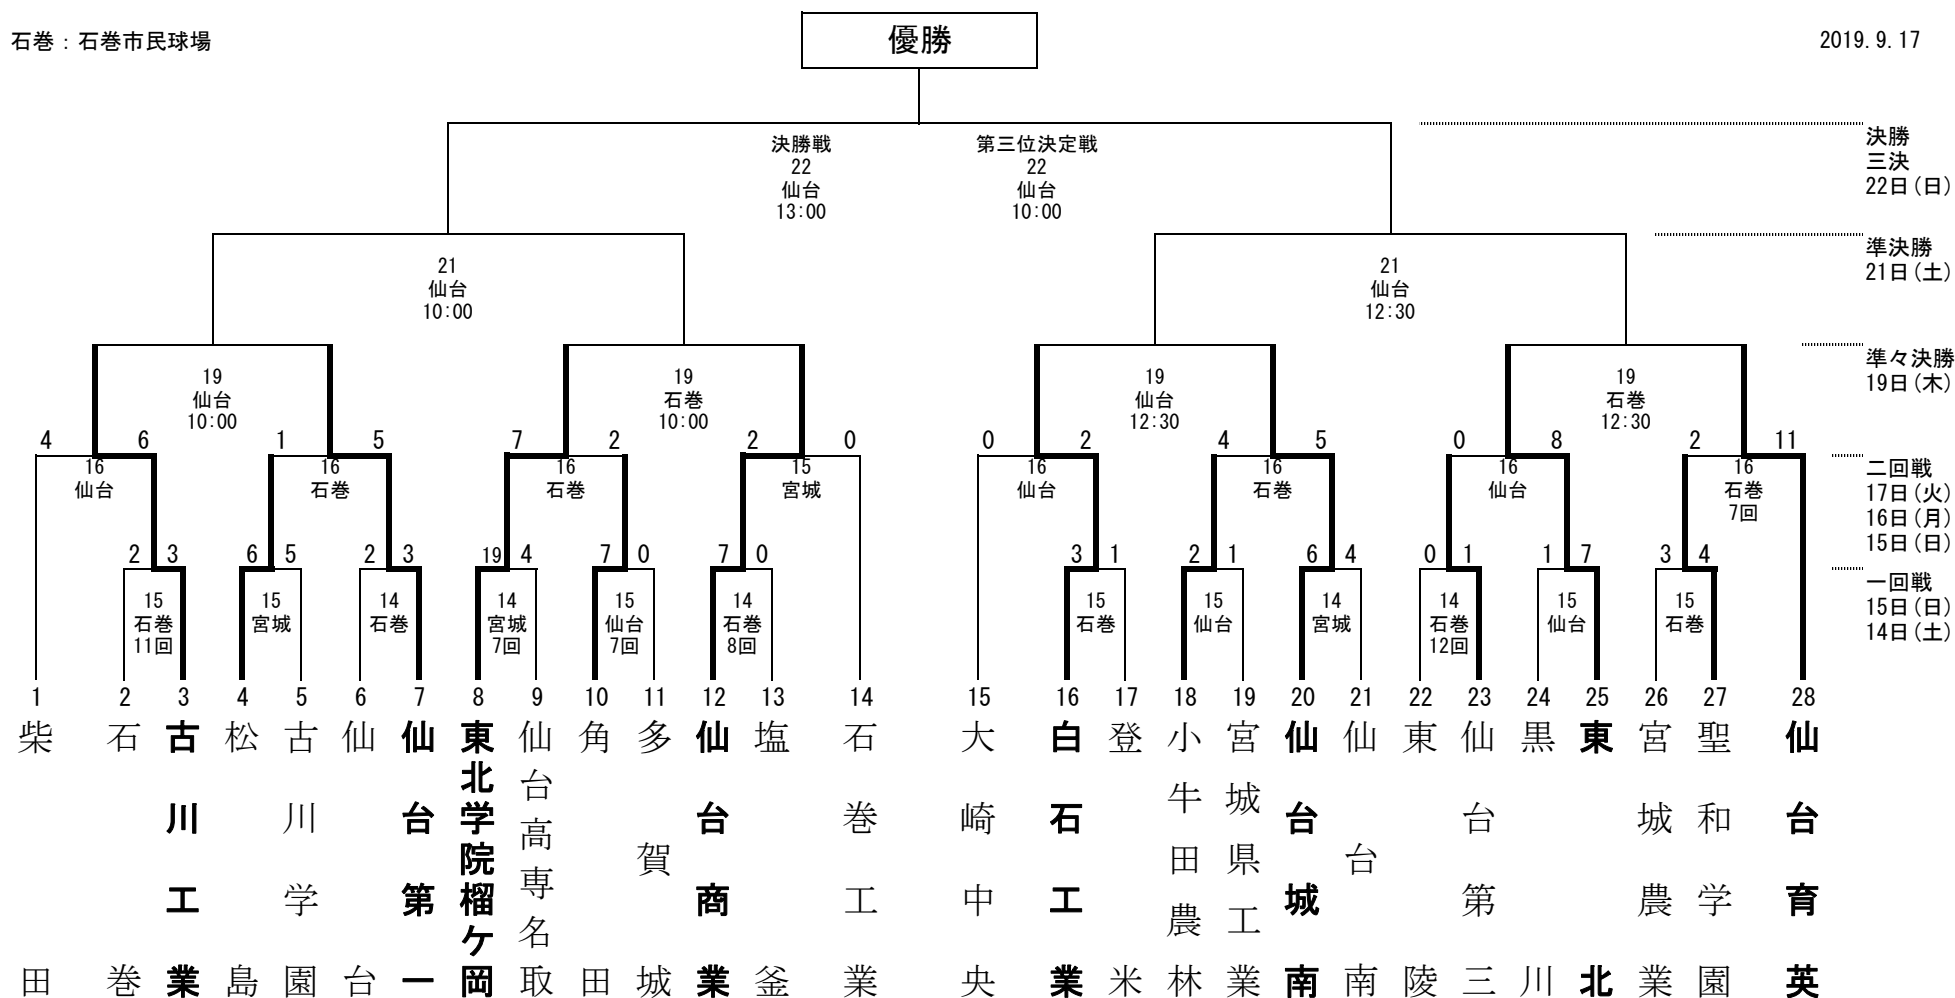 石巻：石巻市民球場
優勝
2019.9.17
決勝戦
22
仙台
13:00
第三位決定戦
22
仙台
10:00
決勝
三決
22日(日)
21
仙台
10:00
21
仙台
12:30
準決勝
21日(土)
19
仙台
10:00
19
石巻
10:00
19
仙台
12:30
19
石巻
12:30
準々決勝
19日(木)
4 6 1 5 7 2 2 0 0 2 4 5 0 8 2 11
16
仙台
16
石巻
16
石巻
15
宮城
16
仙台
16
石巻
16
仙台
16
石巻
7回
二回戦
17日(火)
16日(月)
15日(日)
2 3 6 5 2 3 19 4 7 0 7 0 3 1 2 1 6 4 0 1 1 7 3 4
15
石巻
11回
15
宮城
14
石巻
14
宮城
7回
15
仙台
7回
14
石巻
8回
15
石巻
15
仙台
14
宮城
14
石巻
12回
15
仙台
15
石巻
一回戦
15日(日)
14日(土)
1 2 3 4 5 6 7 8 9 10 11 12 13 14 15 16 17 18 19 20 21 22 23 24 25 26 27 28
柴田
石巻
古川工業
松島
古川学園
仙台
仙台第一
東北学院榴ケ岡
仙台高専名取
角田
多賀城
仙台商業
塩釜
石巻工業
大崎中央
白石工業
登米
小牛田農林
宮城県工業
仙台城南
仙台南
東陵
仙台第三
黒川
東北
宮城農業
聖和学園
仙台育英